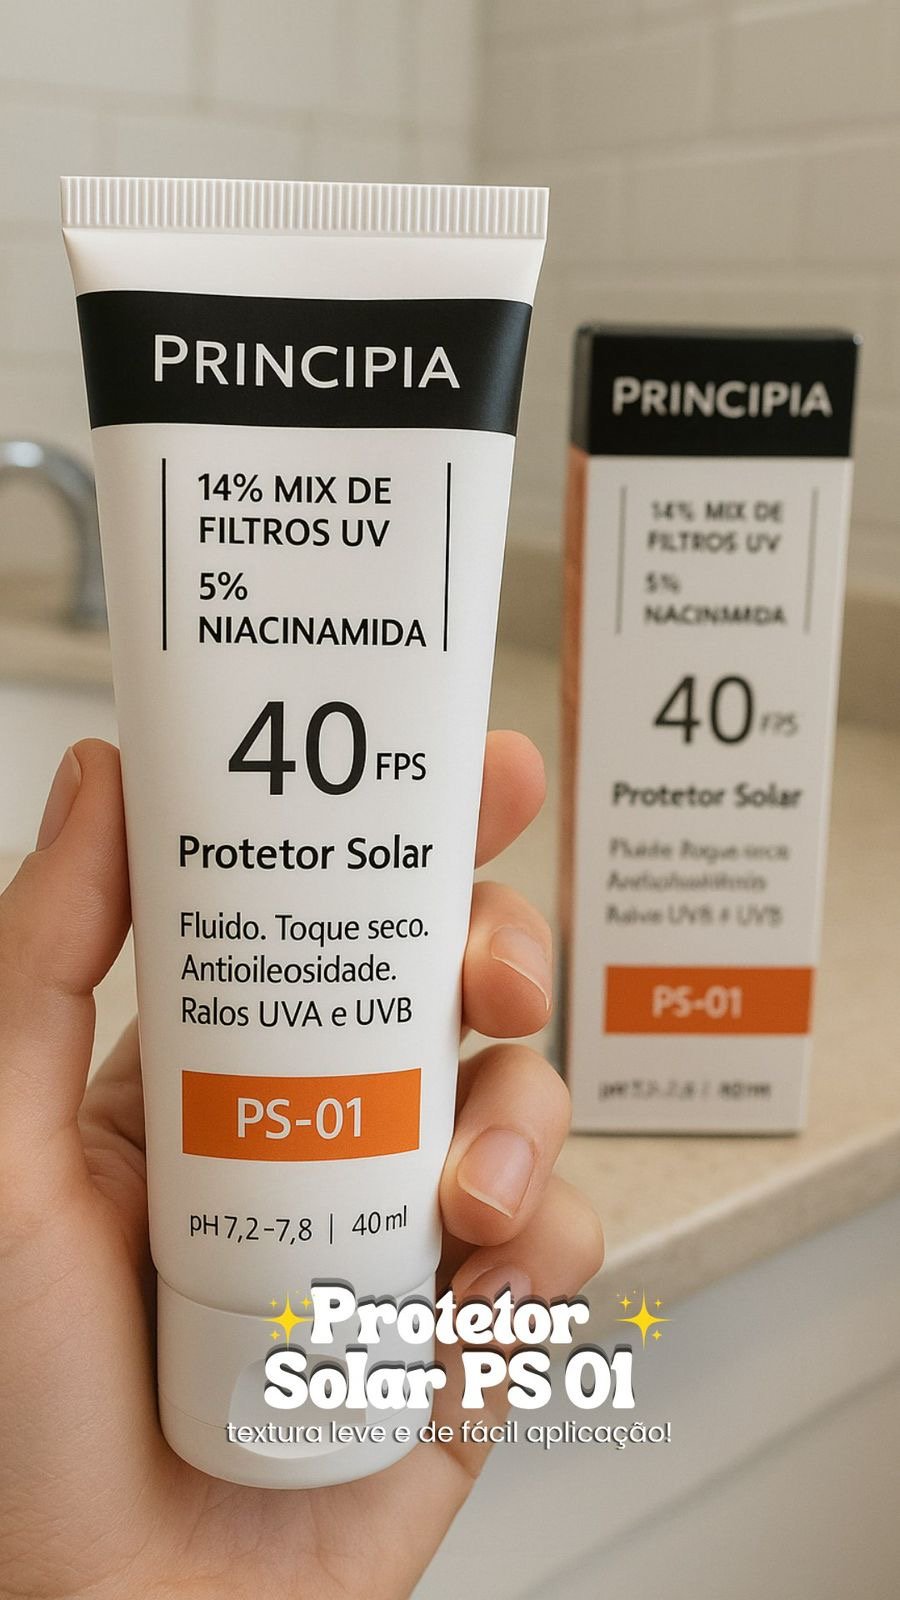 PRINCIPIA
14% MIX DE
FILTROS UV
5%
NIACINAMIDA
40 FPS
Protetor Solar
Fluido. Toque seco.
Antioileosidade.
Ralos UVA e UVB
PS-01
pH 7,2-7,8 | 40 ml
PRINCIPIA
14% MIX DE
FILTROS UV
5%
NACINMMDA
40 FPS
Protetor Solar
PS-01
Protetor
Solar PS 01
textura leve e de fácil aplicação!